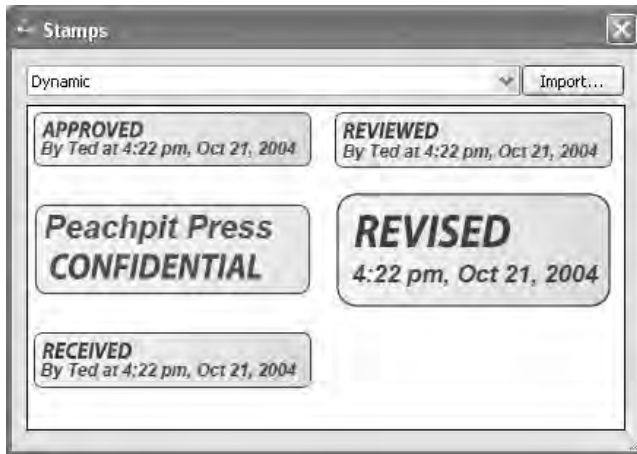 Stamps
Dynamic
Import...
APPROVED
By Ted at 4:22 pm, Oct 21, 2004
REVIEWED
By Ted at 4:22 pm, Oct 21, 2004
Peachpit Press
CONFIDENTIAL
REVISED
4:22 pm, Oct 21, 2004
RECEIVED
By Ted at 4:22 pm, Oct 21, 2004